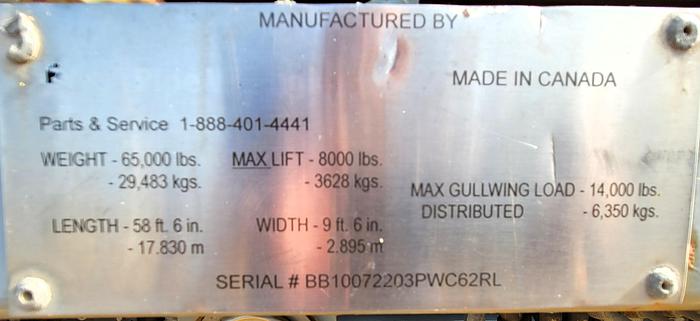 MANUFACTURED BY
MADE IN CANADA
Parts & Service 1-888-401-4441
WEIGHT - 65,000 lbs.
- 29,483 kgs.
MAX LIFT - 8000 lbs.
- 3628 kgs.
MAX GULLWING LOAD - 14,000 lbs.
DISTRIBUTED - 6,350 kgs.
LENGTH - 58 ft. 6 in.
- 17.830 m
WIDTH - 9 ft. 6 in.
- 2.895 m
SERIAL # BB10072203PWC62RL